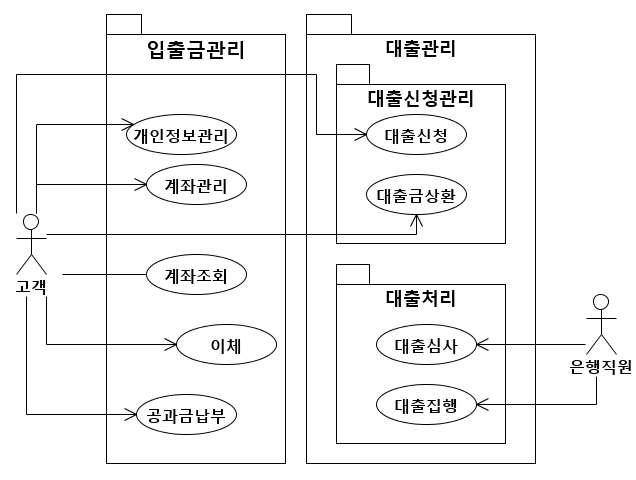 입출금관리
대출관리
대출신청관리
개인정보관리
대출신청
계좌관리
대출금상환
고객
계좌조회
대출처리
이체
대출심사
은행직원
공과금납부
대출집행